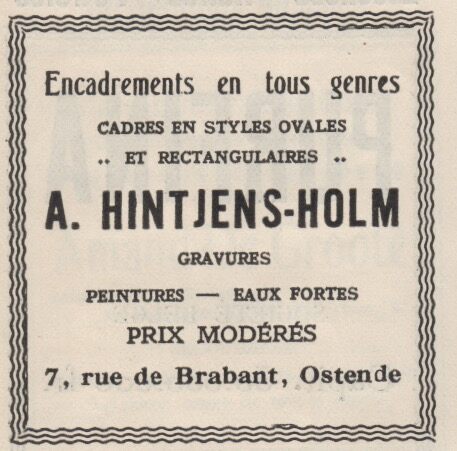 Encadrements en tous genres
CADRES EN STYLES OVALES
.. ET RECTANGULAIRES ..
A. HINTJENS-HOLM
GRAVURES
PEINTURES — EAUX FORTES
PRIX MODÉRÉS
7, rue de Brabant, Ostende